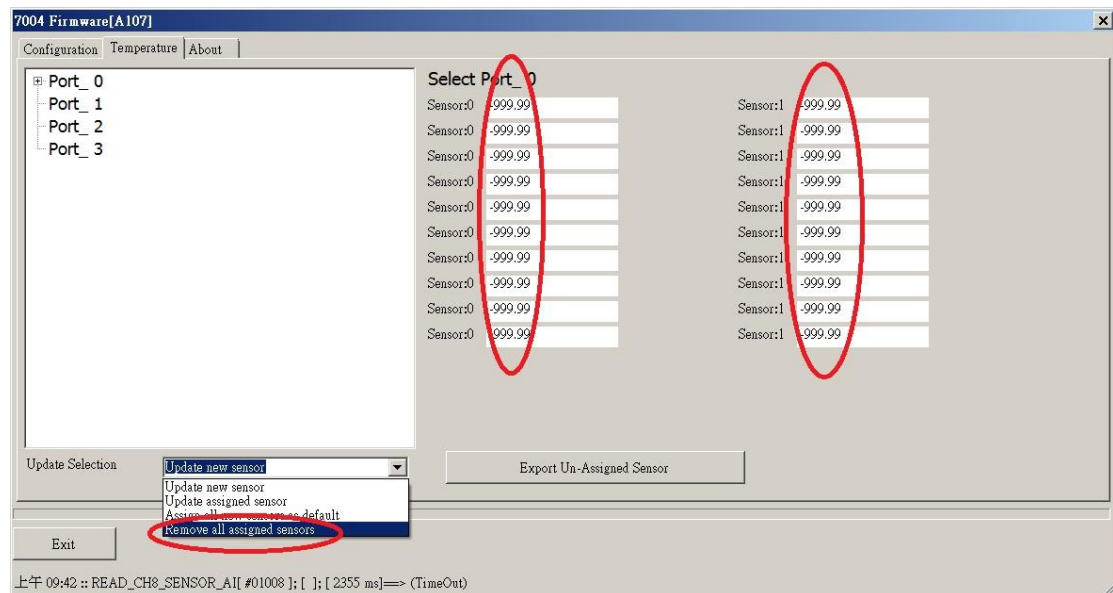 7004 Firmware[A107]
Configuration Temperature About
Port_ 0
Port_ 1
Port_ 2
Port_ 3
Select Port_ 0
Sensor:0 -999.99 Sensor:1 -999.99
Sensor:0 -999.99 Sensor:1 -999.99
Sensor:0 -999.99 Sensor:1 -999.99
Sensor:0 -999.99 Sensor:1 -999.99
Sensor:0 -999.99 Sensor:1 -999.99
Sensor:0 -999.99 Sensor:1 -999.99
Sensor:0 -999.99 Sensor:1 -999.99
Sensor:0 -999.99 Sensor:1 -999.99
Sensor:0 -999.99 Sensor:1 -999.99
Sensor:0 -999.99 Sensor:1 -999.99
Update Selection Update new sensor Export Un-Assigned Sensor
Update new sensor
Update assigned sensor
Assign all new sensors as default
Remove all assigned sensors
Exit
上午 09:42 :: READ_CH8_SENSOR_AI[ #01008 ]; [ ]; [ 2355 ms]==> (TimeOut)